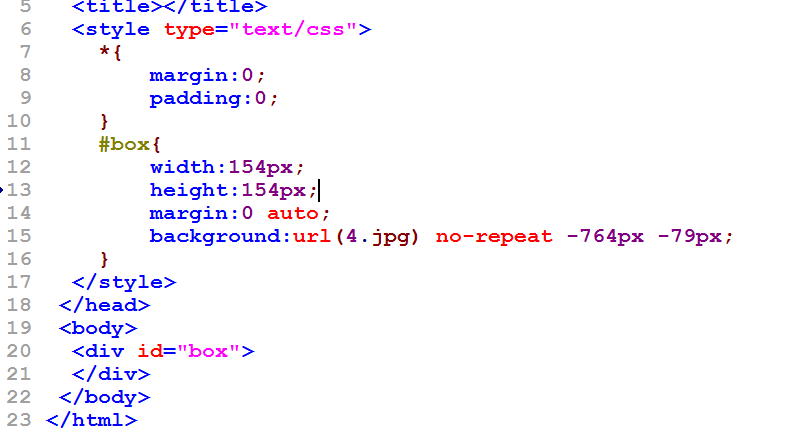 5 <title></title>
6 <style type="text/css">
7 *{
8 margin:0;
9 padding:0;
10 }
11 #box{
12 width:154px;
13 height:154px;
14 margin:0 auto;
15 background:url(4.jpg) no-repeat -764px -79px;
16 }
17 </style>
18 </head>
19 <body>
20 <div id="box">
21 </div>
22 </body>
23 </html>